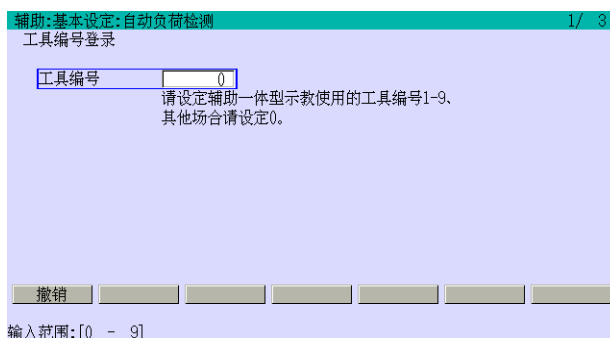 辅助:基本设定:自动负荷检测 1/ 3
工具编号登录
工具编号 0
请设定辅助一体型示教使用的工具编号1-9、
其他场合请设定0。
撤销
输入范围:[0 - 9]